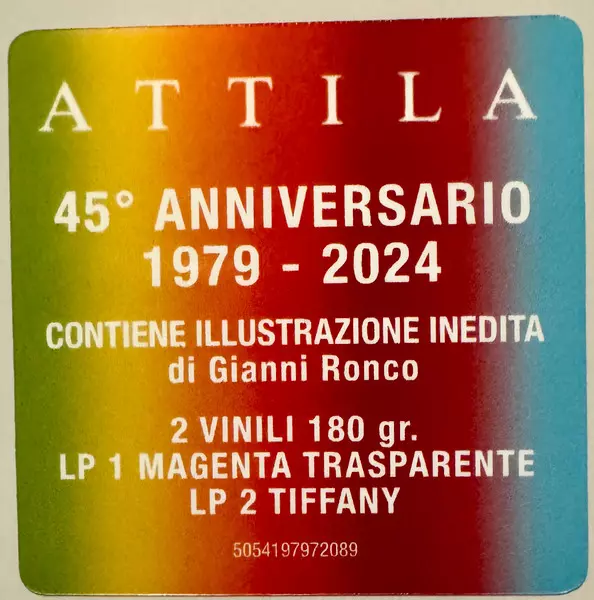 ATTILA
45° ANNIVERSARIO
1979 - 2024
CONTIENE ILLUSTRAZIONE INEDITA
di Gianni Ronco
2 VINILI 180 gr.
LP 1 MAGENTA TRASPARENTE
LP 2 TIFFANY
5054197972089